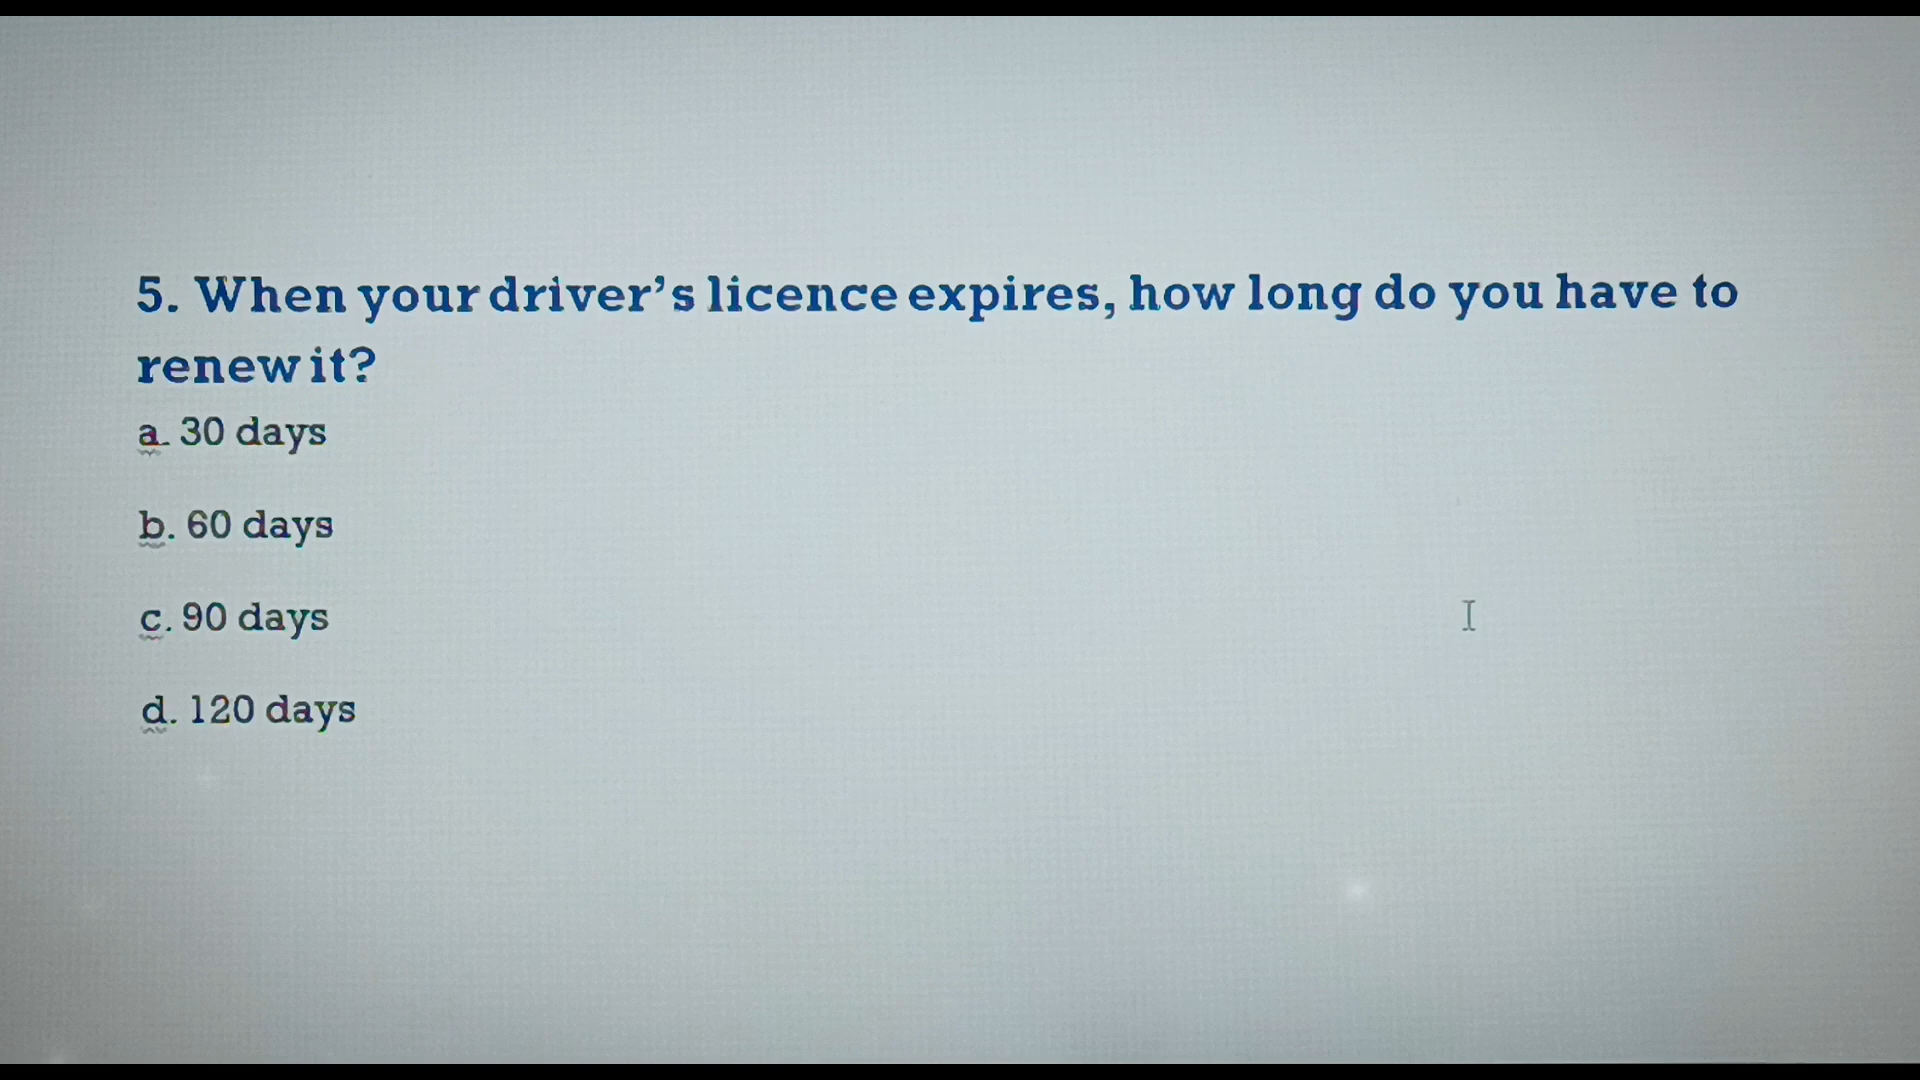 5. When your driver’s licence expires, how long do you have to
renew it?
a. 30 days
b. 60 days
c. 90 days
d. 120 days